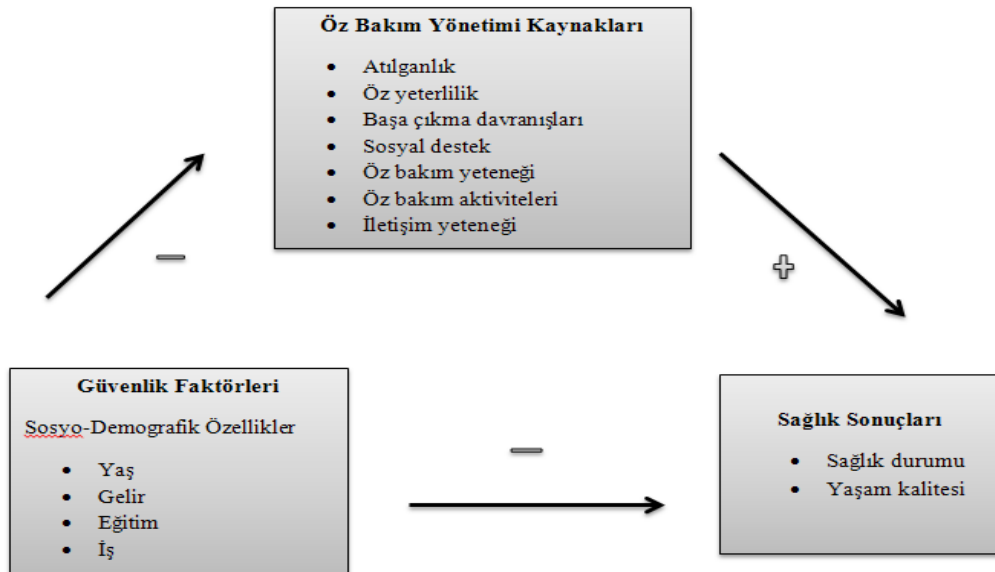 Öz Bakım Yönetimi Kaynakları
• Atılganlık
• Öz yeterlilik
• Başa çıkma davranışları
• Sosyal destek
• Öz bakım yeteneği
• Öz bakım aktiviteleri
• İletişim yeteneği
–
+
Güvenlik Faktörleri
Sosyo-Demografik Özellikler
• Yaş
• Gelir
• Eğitim
• İş
–
Sağlık Sonuçları
• Sağlık durumu
• Yaşam kalitesi